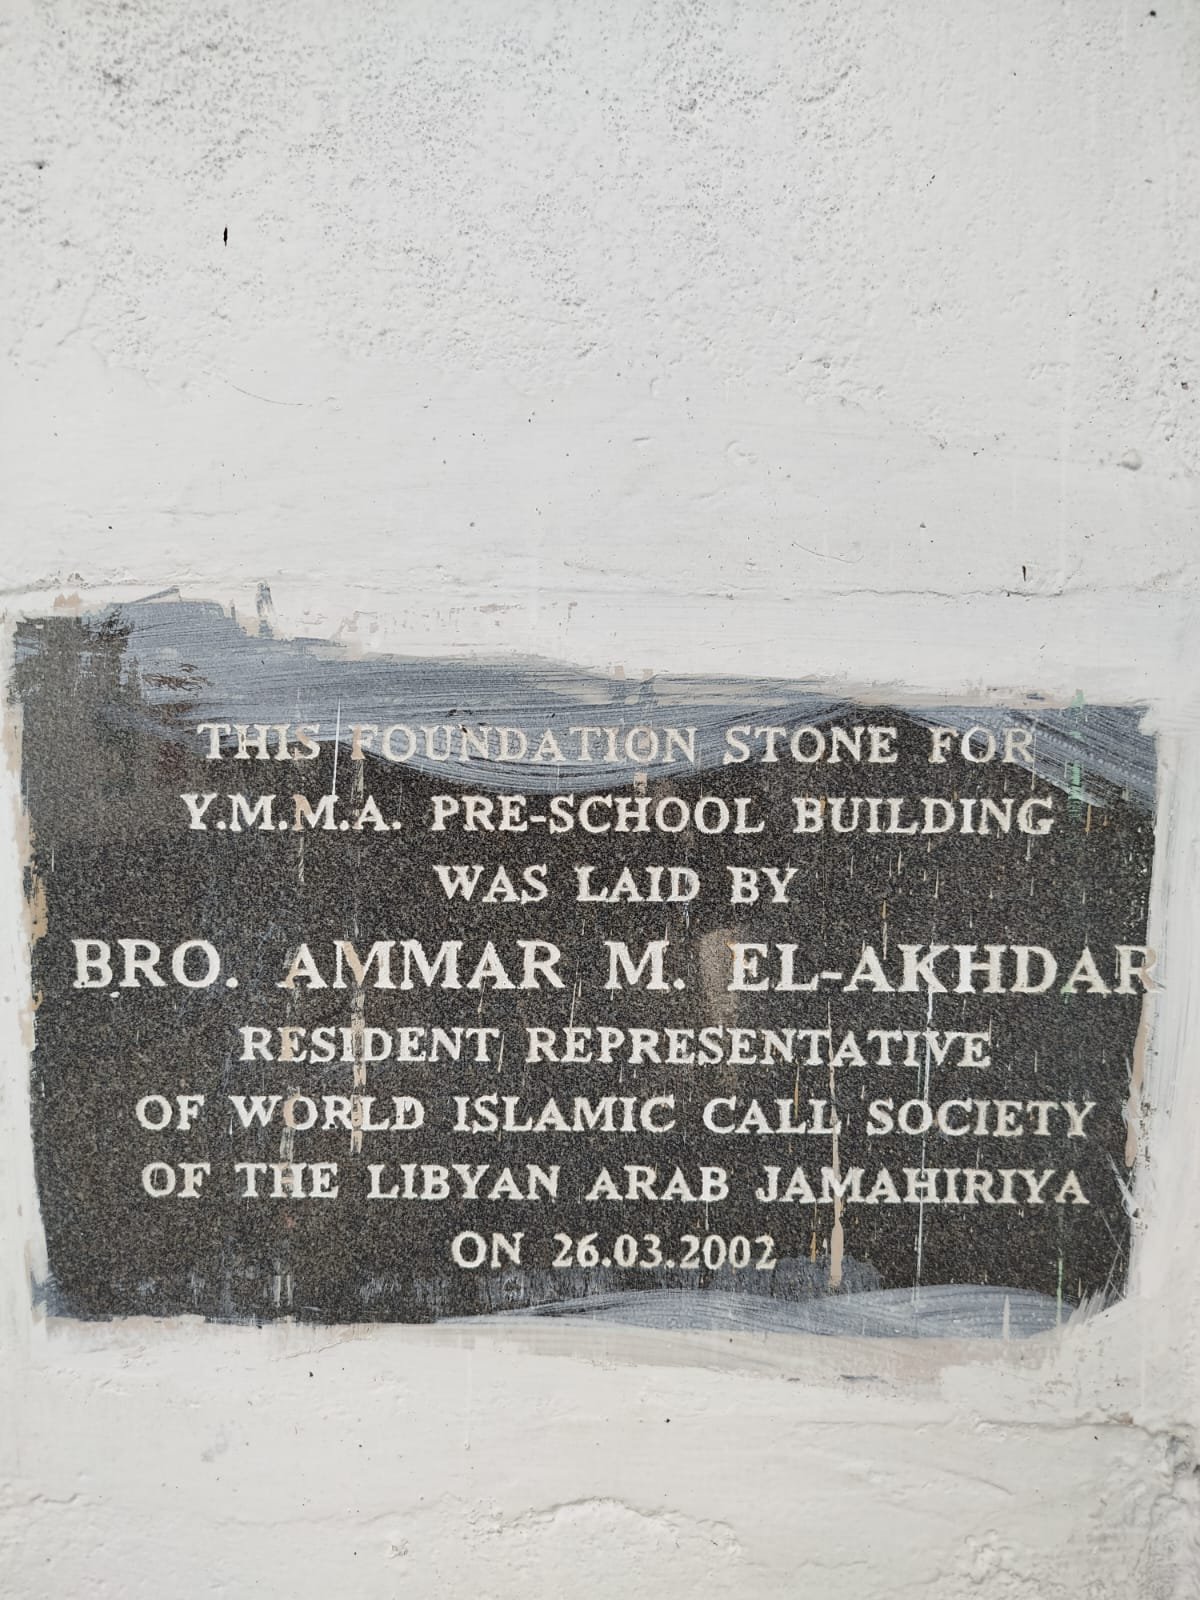 THIS FOUNDATION STONE FOR
Y.M.M.A. PRE-SCHOOL BUILDING
WAS LAID BY
BRO. AMMAR M. EL-AKHDAR
RESIDENT REPRESENTATIVE
OF WORLD ISLAMIC CALL SOCIETY
OF THE LIBYAN ARAB JAMAHIRIYA
ON 26.03.2002